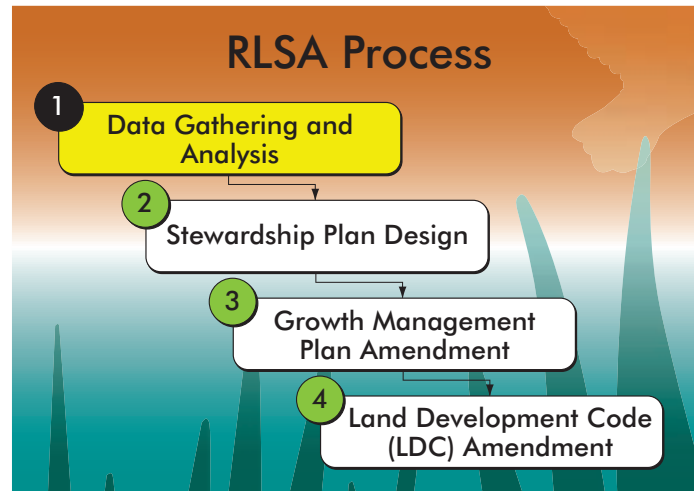 RLSA Process
1
Data Gathering and
Analysis
2
Stewardship Plan Design
3
Growth Management
Plan Amendment
4
Land Development Code
(LDC) Amendment